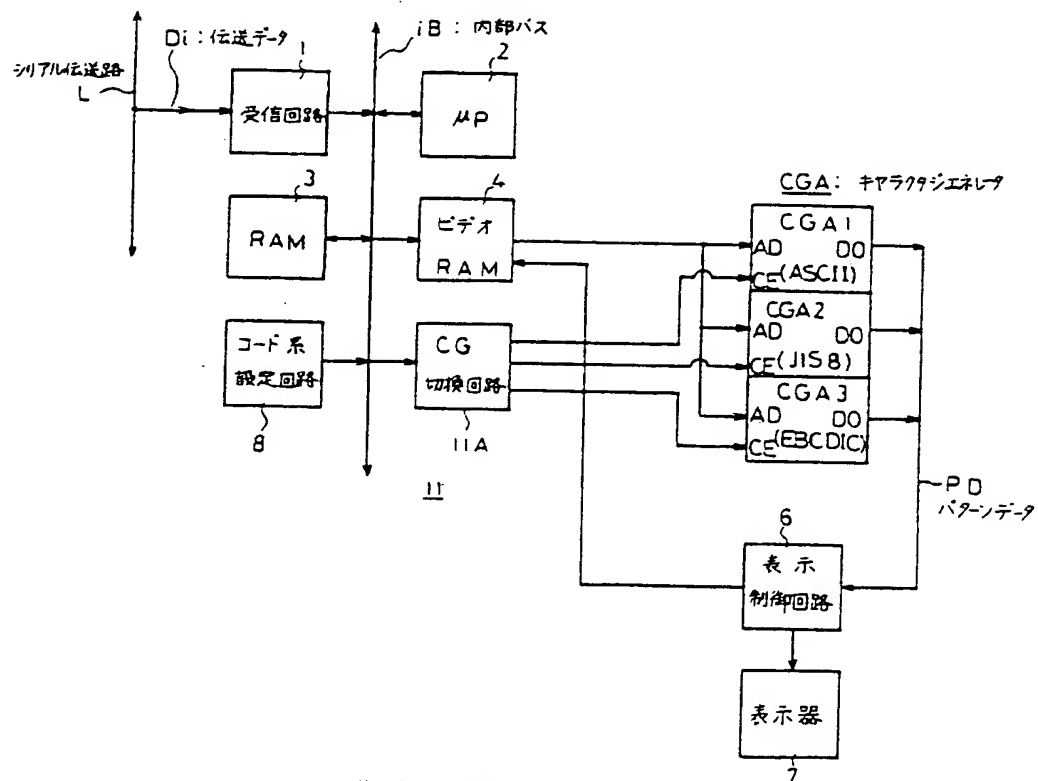 iB：内部バス
Di：伝送データ
シリアル伝送路
L
1
受信回路
2
μP
3
RAM
4
ビデオ
RAM
CGA：キャラクタジエネレータ
CGA1
AD DO
CE(ASCII)
CGA2
AD DO
CE(JIS8)
CGA3
AD DO
CE(EBCDIC)
コード系
設定回路
8
CG
切換回路
11A
11
PD
パターンデータ
6
表示
制御回路
表示器
7